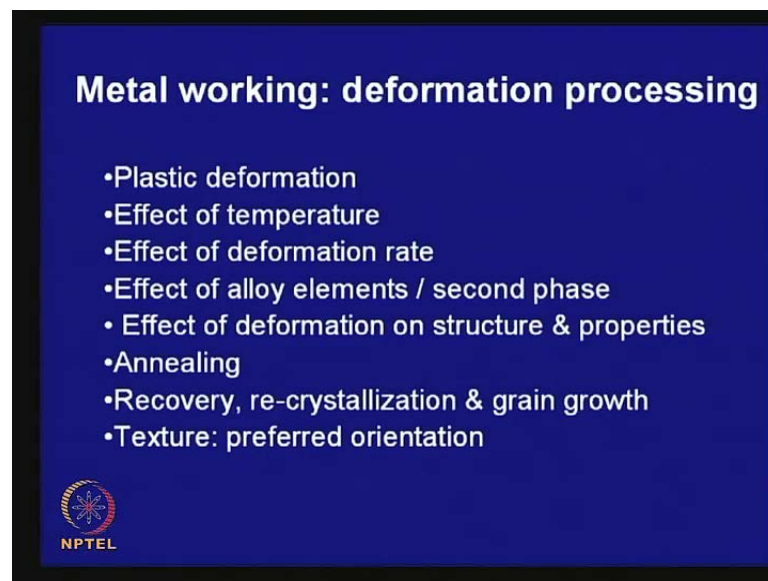 Metal working: deformation processing
•Plastic deformation
•Effect of temperature
•Effect of deformation rate
•Effect of alloy elements / second phase
• Effect of deformation on structure & properties
•Annealing
•Recovery, re-crystallization & grain growth
•Texture: preferred orientation
NPTEL